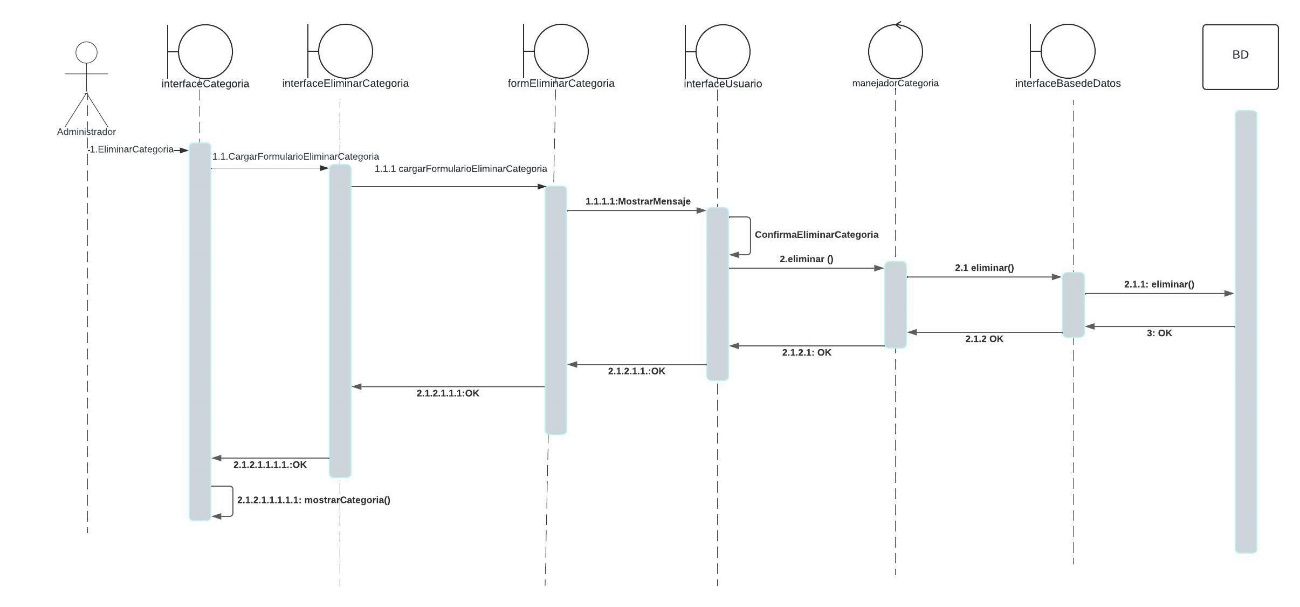 BD
interfaceCategoria
interfaceEliminarCategoria
formEliminarCategoria
interfaceUsuario
manejadorCategoria
interfaceBasedeDatos
Administrador
1.EliminarCategoria
1.1.CargarFormularioEliminarCategoria
1.1.1 cargarFormularioEliminarCategoria
1.1.1.1:MostrarMensaje
ConfirmaEliminarCategoria
2.eliminar ()
2.1 eliminar()
2.1.1: eliminar()
3: OK
2.1.2 OK
2.1.2.1: OK
2.1.2.1.1.:OK
2.1.2.1.1.1:OK
2.1.2.1.1.1.1.:OK
2.1.2.1.1.1.1.1: mostrarCategoria()